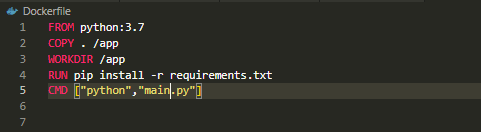 Dockerfile
1 FROM python:3.7
2 COPY . /app
3 WORKDIR /app
4 RUN pip install -r requirements.txt
5 CMD ["python","main.py"]
6
7